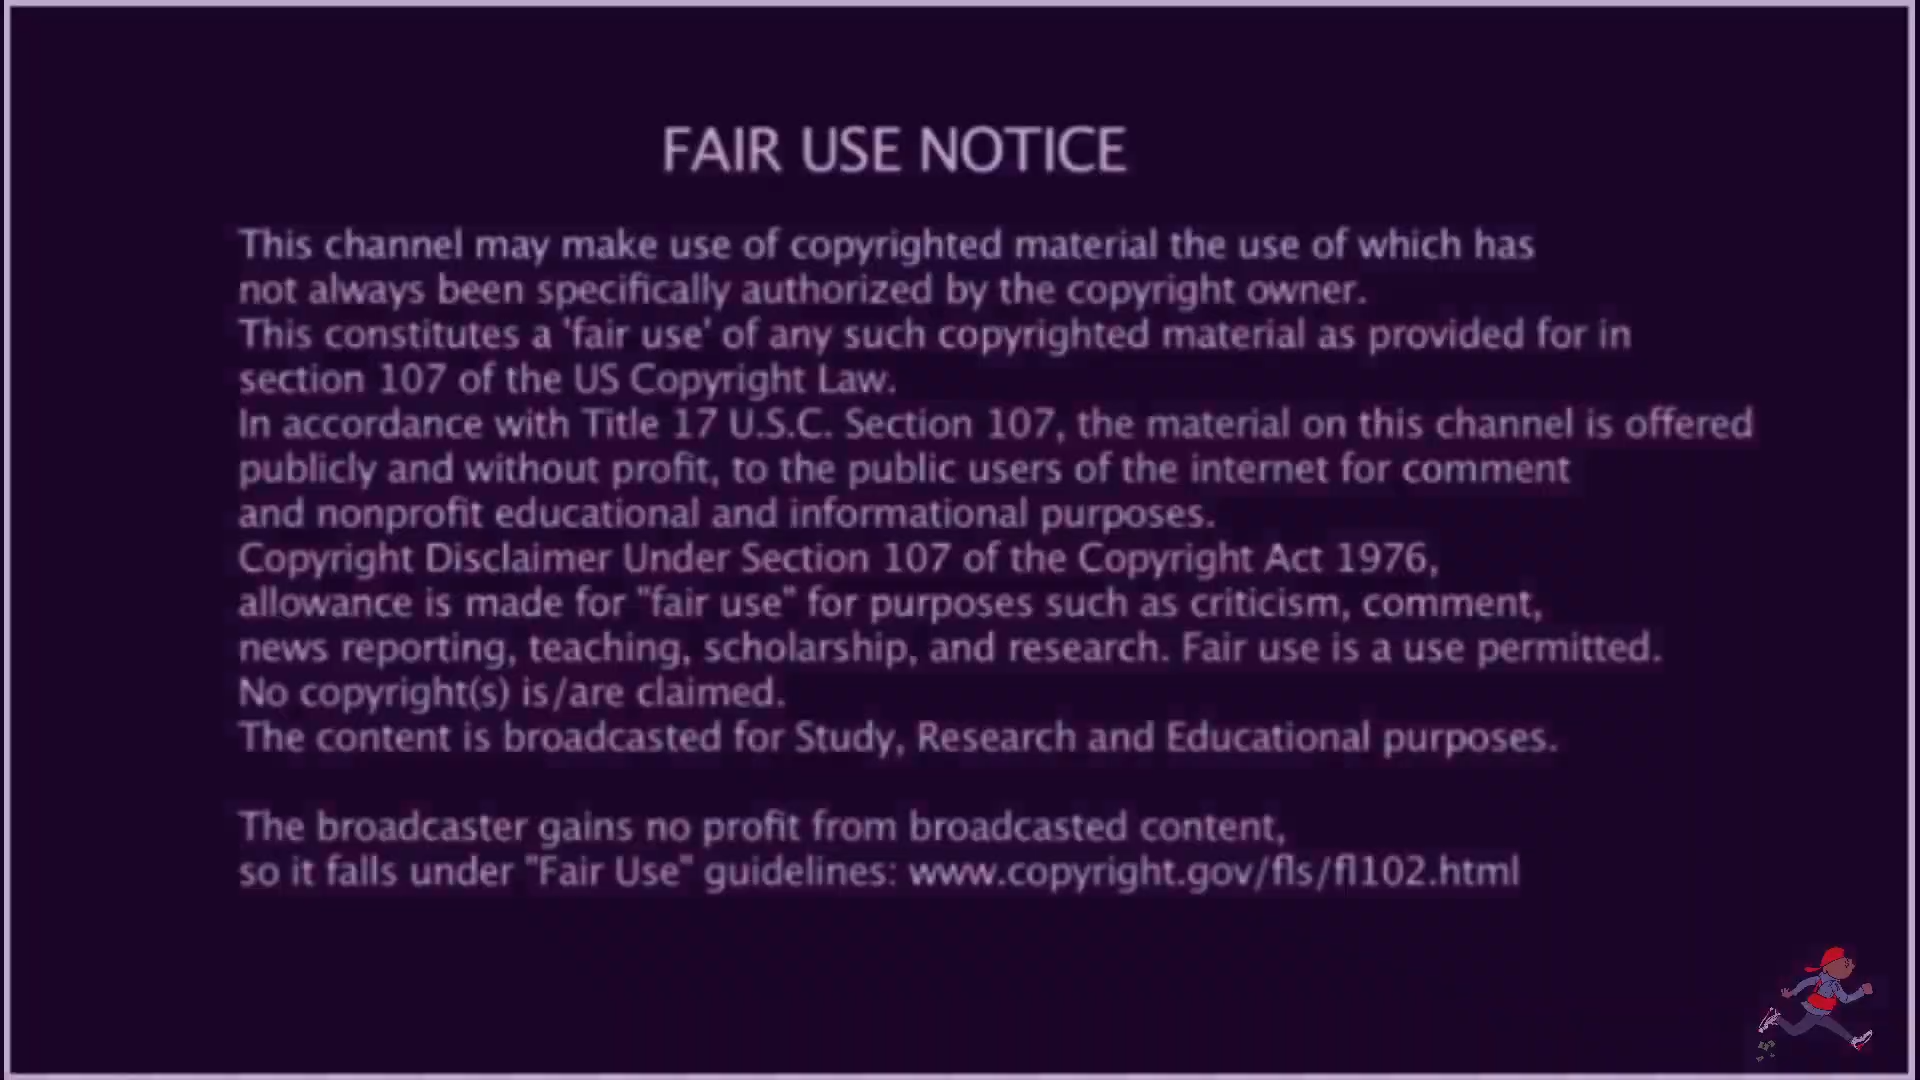 FAIR USE NOTICE
This channel may make use of copyrighted material the use of which has
not always been specifically authorized by the copyright owner.
This constitutes a 'fair use' of any such copyrighted material as provided for in
section 107 of the US Copyright Law.
In accordance with Title 17 U.S.C. Section 107, the material on this channel is offered
publicly and without profit, to the public users of the internet for comment
and nonprofit educational and informational purposes.
Copyright Disclaimer Under Section 107 of the Copyright Act 1976,
allowance is made for "fair use" for purposes such as criticism, comment,
news reporting, teaching, scholarship, and research. Fair use is a use permitted.
No copyright(s) is/are claimed.
The content is broadcasted for Study, Research and Educational purposes.
The broadcaster gains no profit from broadcasted content,
so it falls under "Fair Use" guidelines: www.copyright.gov/fls/fl102.html